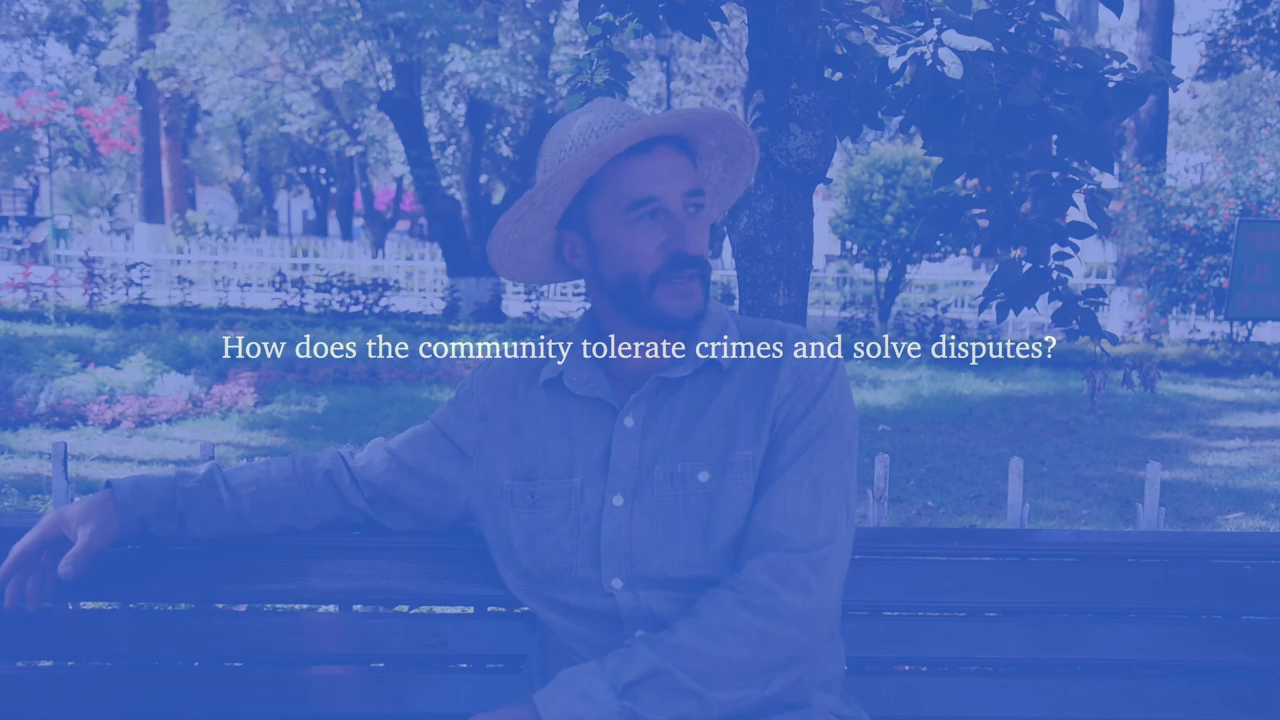 How does the community tolerate crimes and solve disputes?